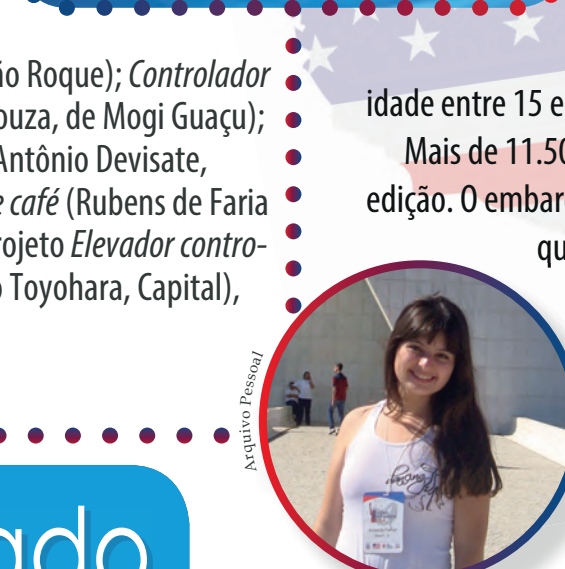 ão Roque); Controlador
ouza, de Mogi Guaçu);
Antônio Devisate,
e café (Rubens de Faria
rojeto Elevador contro-
o Toyohara, Capital),
idade entre 15 e
Mais de 11.50
edição. O embar
qu
Arquivo Pessoal
ado